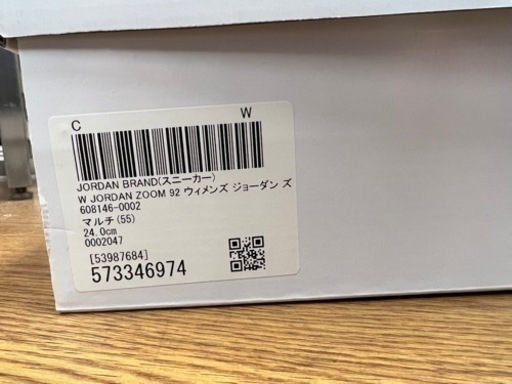 C W
JORDAN BRAND(スニーカー)
W JORDAN ZOOM 92 ウィメンズ ジョーダン ズ
608146-0002
マルチ(55)
24.0cm
0002047
[53987684]
573346974